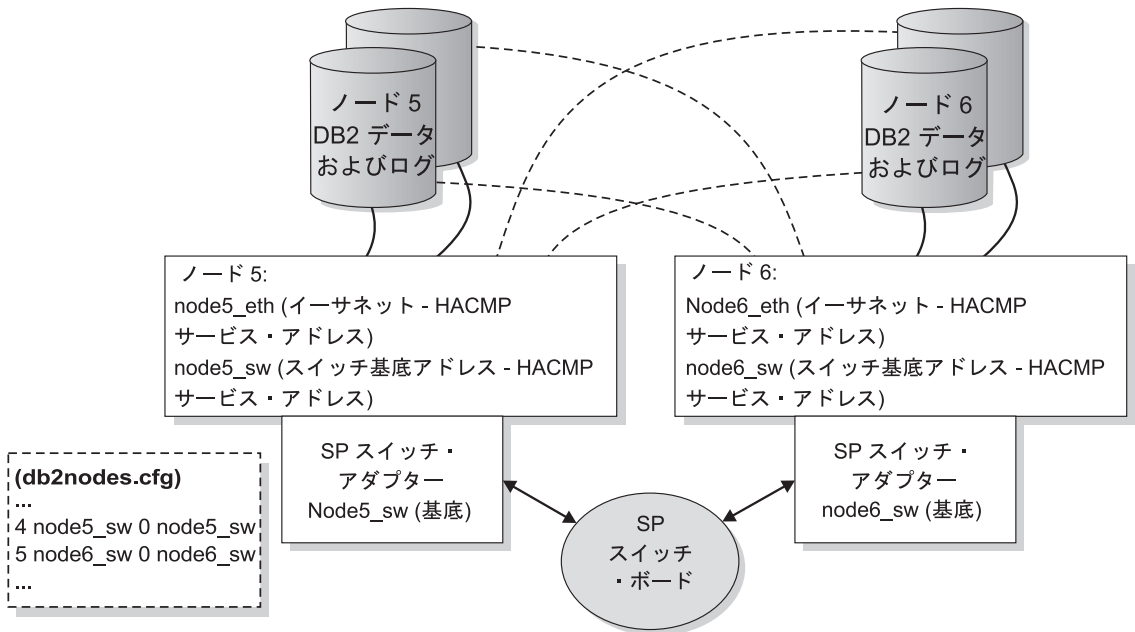 ノード 5
DB2 データ
およびログ
ノード 6
DB2 データ
およびログ
ノード 5:
node5_eth (イーサネット - HACMP
サービス・アドレス)
node5_sw (スイッチ基底アドレス - HACMP
サービス・アドレス)
ノード 6:
Node6_eth (イーサネット - HACMP
サービス・アドレス)
node6_sw (スイッチ基底アドレス - HACMP
サービス・アドレス)
SP スイッチ・
アダプター
Node5_sw (基底)
SP スイッチ・
アダプター
node6_sw (基底)
(db2nodes.cfg)
...
4 node5_sw 0 node5_sw
5 node6_sw 0 node6_sw
...
SP
スイッチ
・ボード